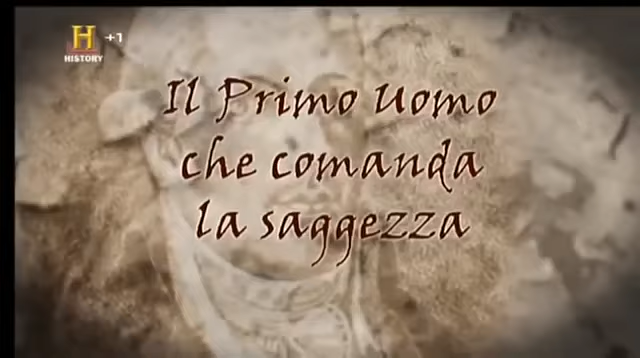 H +1
HISTORY
Il Primo Uomo
che comanda
la saggezza